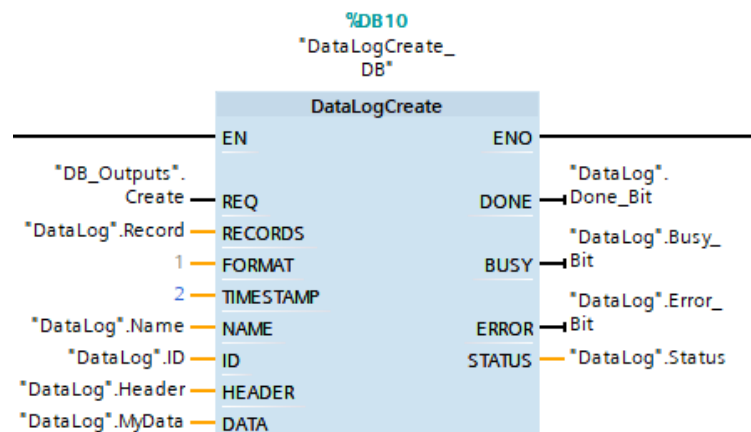 %DB10
"DataLogCreate_
DB"
DataLogCreate
EN
ENO
"DB_Outputs".
Create
REQ
"DataLog".Record
RECORDS
1
FORMAT
2
TIMESTAMP
"DataLog".Name
NAME
"DataLog".ID
ID
"DataLog".Header
HEADER
"DataLog".MyData
DATA
DONE
"DataLog".
Done_Bit
BUSY
"DataLog".Busy_
Bit
ERROR
"DataLog".Error_
Bit
STATUS
"DataLog".Status